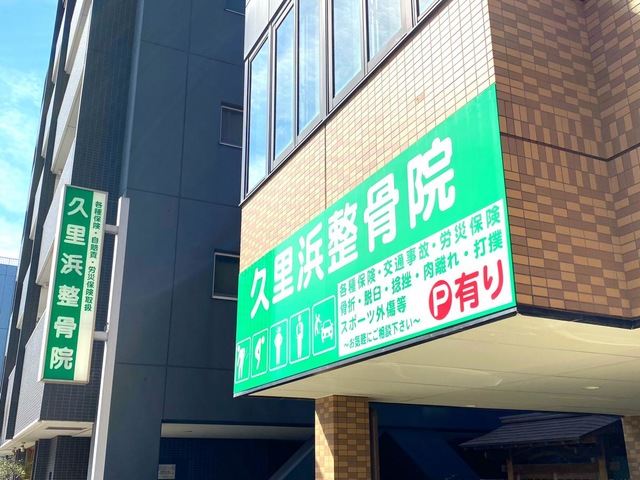 久里浜整骨院
各種保険・交通事故・労災保険
骨折・脱臼・捻挫・肉離れ・打撲
スポーツ外傷等
～お気軽にご相談下さい～
P有り
各種保険・自賠責・労災保険取扱
久里浜整骨院